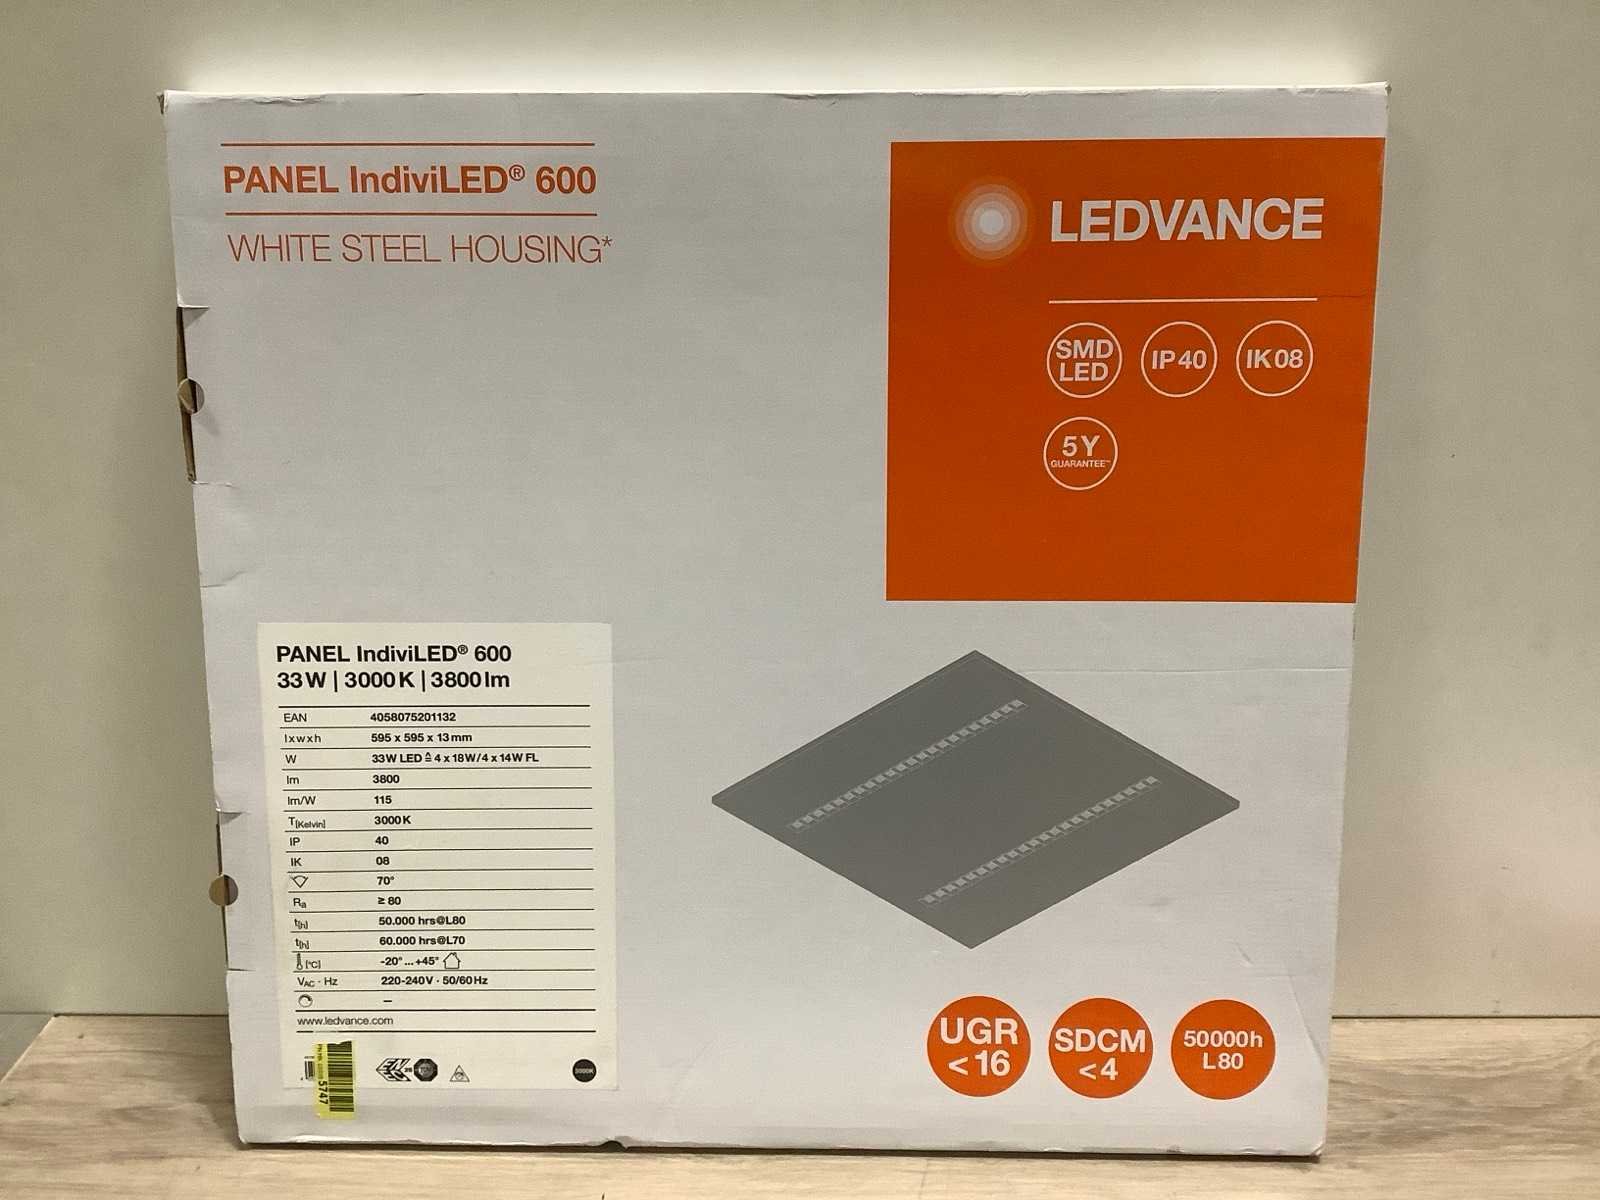 PANEL IndiviLED® 600
WHITE STEEL HOUSING*
LEDVANCE
SMD
LED
IP40
IK08
5Y
GUARANTEE
PANEL IndiviLED® 600
33W | 3000K | 3800lm
EAN 4058075201132
lxwxh 595 x 595 x 13mm
W 33W LED ≙ 4 x 18W/4 x 14W FL
lm 3800
lm/W 115
T[Kelvin] 3000K
IP 40
IK 08
70°
Ra ≥ 80
t[h] 50.000 hrs@L80
t[h] 60.000 hrs@L70
[°C] -20°...+45°
VAC · Hz 220-240V · 50/60Hz
–
www.ledvance.com
5747
3000K
UGR
<16
SDCM
<4
50000h
L80